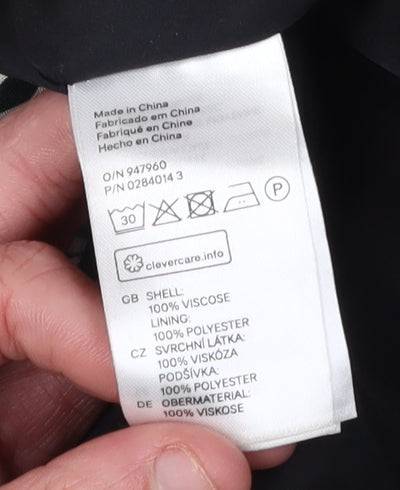 Made in China
Fabricado em China
Fabriqué en Chine
Hecho en China
O/N 947960
P/N 0284014 3
30
P
clevercare.info
GB SHELL:
100% VISCOSE
LINING:
100% POLYESTER
CZ SVRCHNÍ LÁTKA:
100% VISKÓZA
PODŠÍVKA:
100% POLYESTER
DE OBERMATERIAL:
100% VISKOSE